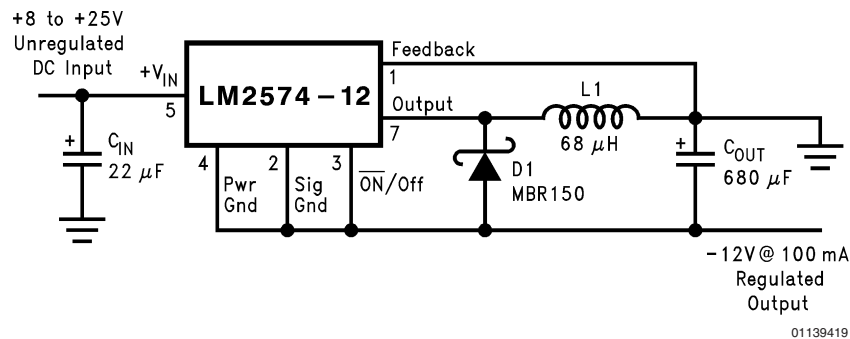 +8 to +25V
Unregulated
DC Input
+VIN
5
LM2574-12
Feedback
1
Output
7
L1
68 μH
CIN
22 μF
+
4
Pwr
Gnd
2
Sig
Gnd
3
ON/Off
D1
MBR150
+
COUT
680 μF
-12V @ 100 mA
Regulated
Output
01139419